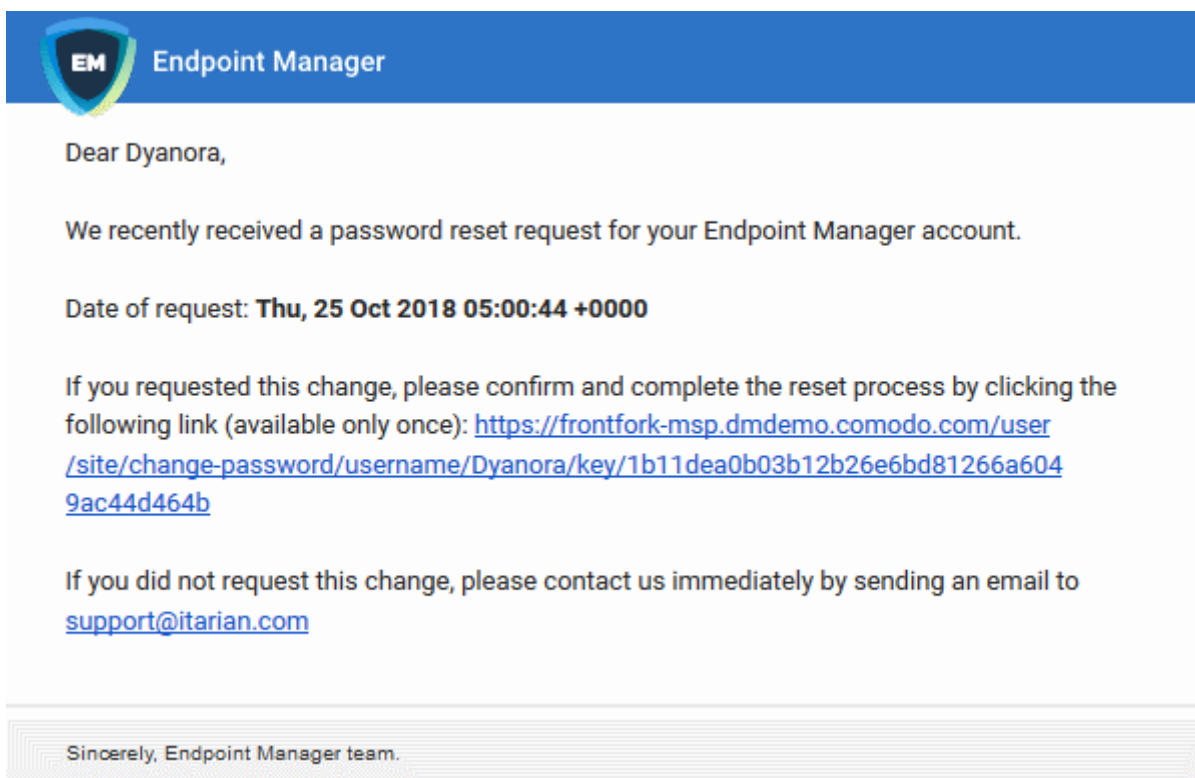 EM Endpoint Manager
Dear Dyanora,
We recently received a password reset request for your Endpoint Manager account.
Date of request: Thu, 25 Oct 2018 05:00:44 +0000
If you requested this change, please confirm and complete the reset process by clicking the
following link (available only once): https://frontfork-msp.dmdemo.comodo.com/user
/site/change-password/username/Dyanora/key/1b11dea0b03b12b26e6bd81266a604
9ac44d464b
If you did not request this change, please contact us immediately by sending an email to
support@itarian.com
Sincerely, Endpoint Manager team.